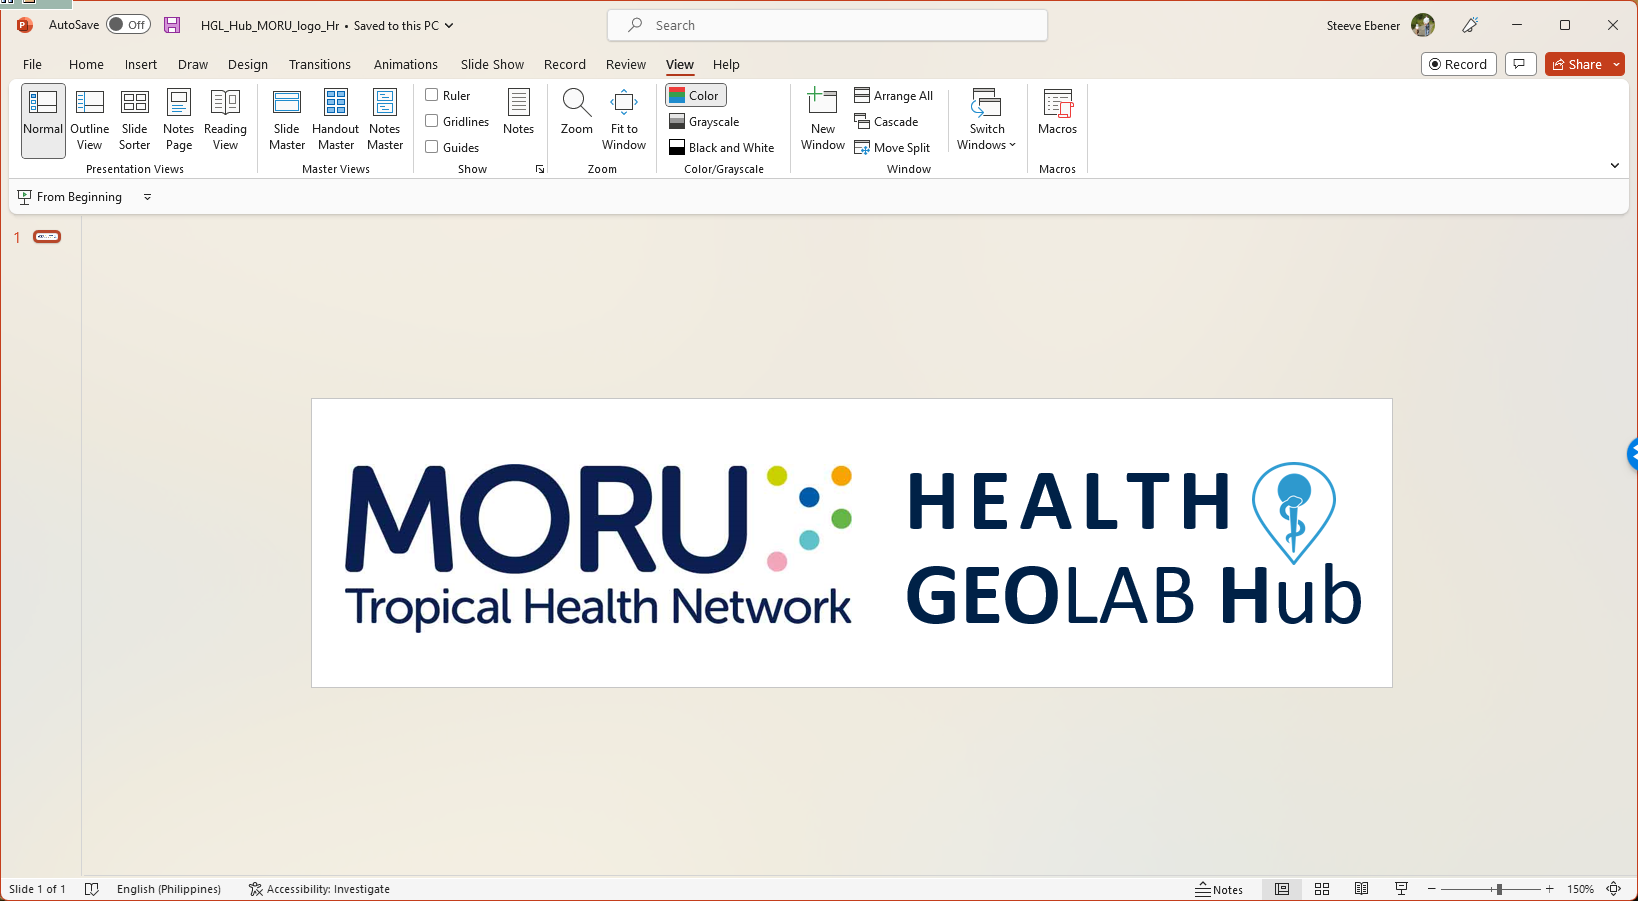 AutoSave Off HGL_Hub_MORU_logo_Hr • Saved to this PC Search Steeve Ebener
File Home Insert Draw Design Transitions Animations Slide Show Record Review View Help Record Share
Normal Outline View Slide Sorter Notes Page Reading View
Presentation Views
Slide Master Handout Master Notes Master
Master Views
Ruler
Gridlines
Guides
Notes
Show
Zoom Fit to Window
Zoom
Color
Grayscale
Black and White
Color/Grayscale
New Window
Arrange All
Cascade
Move Split
Switch Windows
Window
Macros
Macros
From Beginning
1
MORU
Tropical Health Network
HEALTH
GEOLAB Hub
Slide 1 of 1 English (Philippines) Accessibility: Investigate Notes 150%